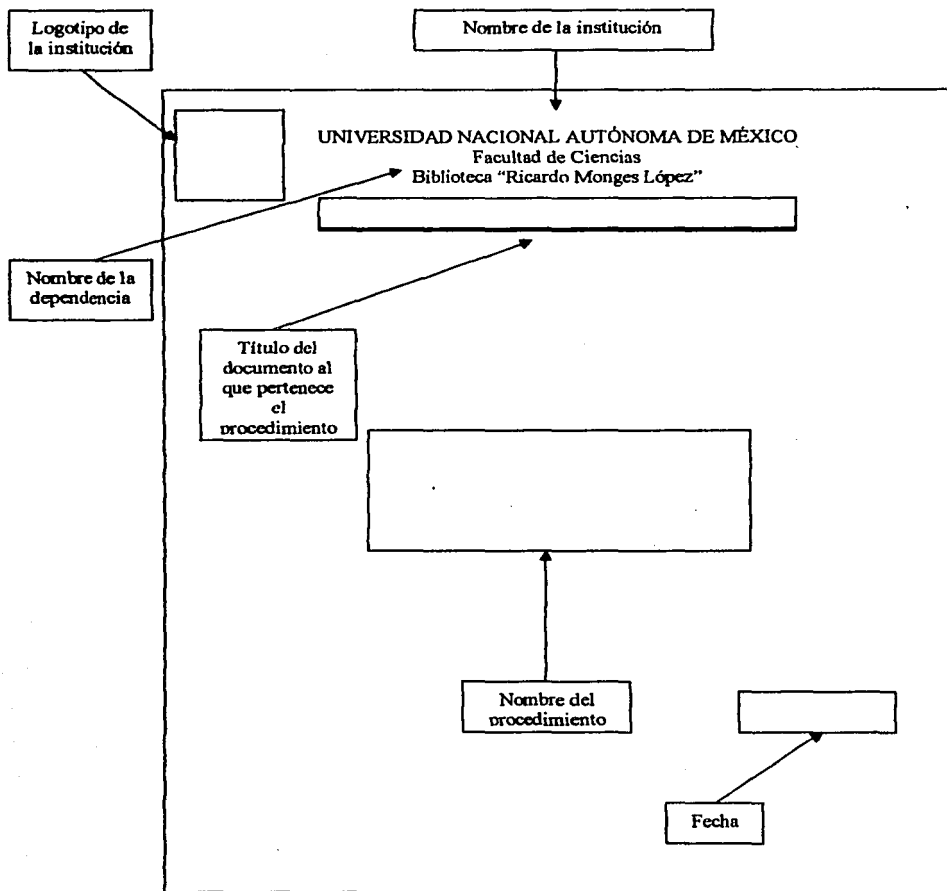 Logotipo de
la institución
Nombre de la institución
UNIVERSIDAD NACIONAL AUTÓNOMA DE MÉXICO
Facultad de Ciencias
Biblioteca “Ricardo Monges López”
Nombre de la
dependencia
Título del
documento al
que pertenece
el
procedimiento
Nombre del
procedimiento
Fecha